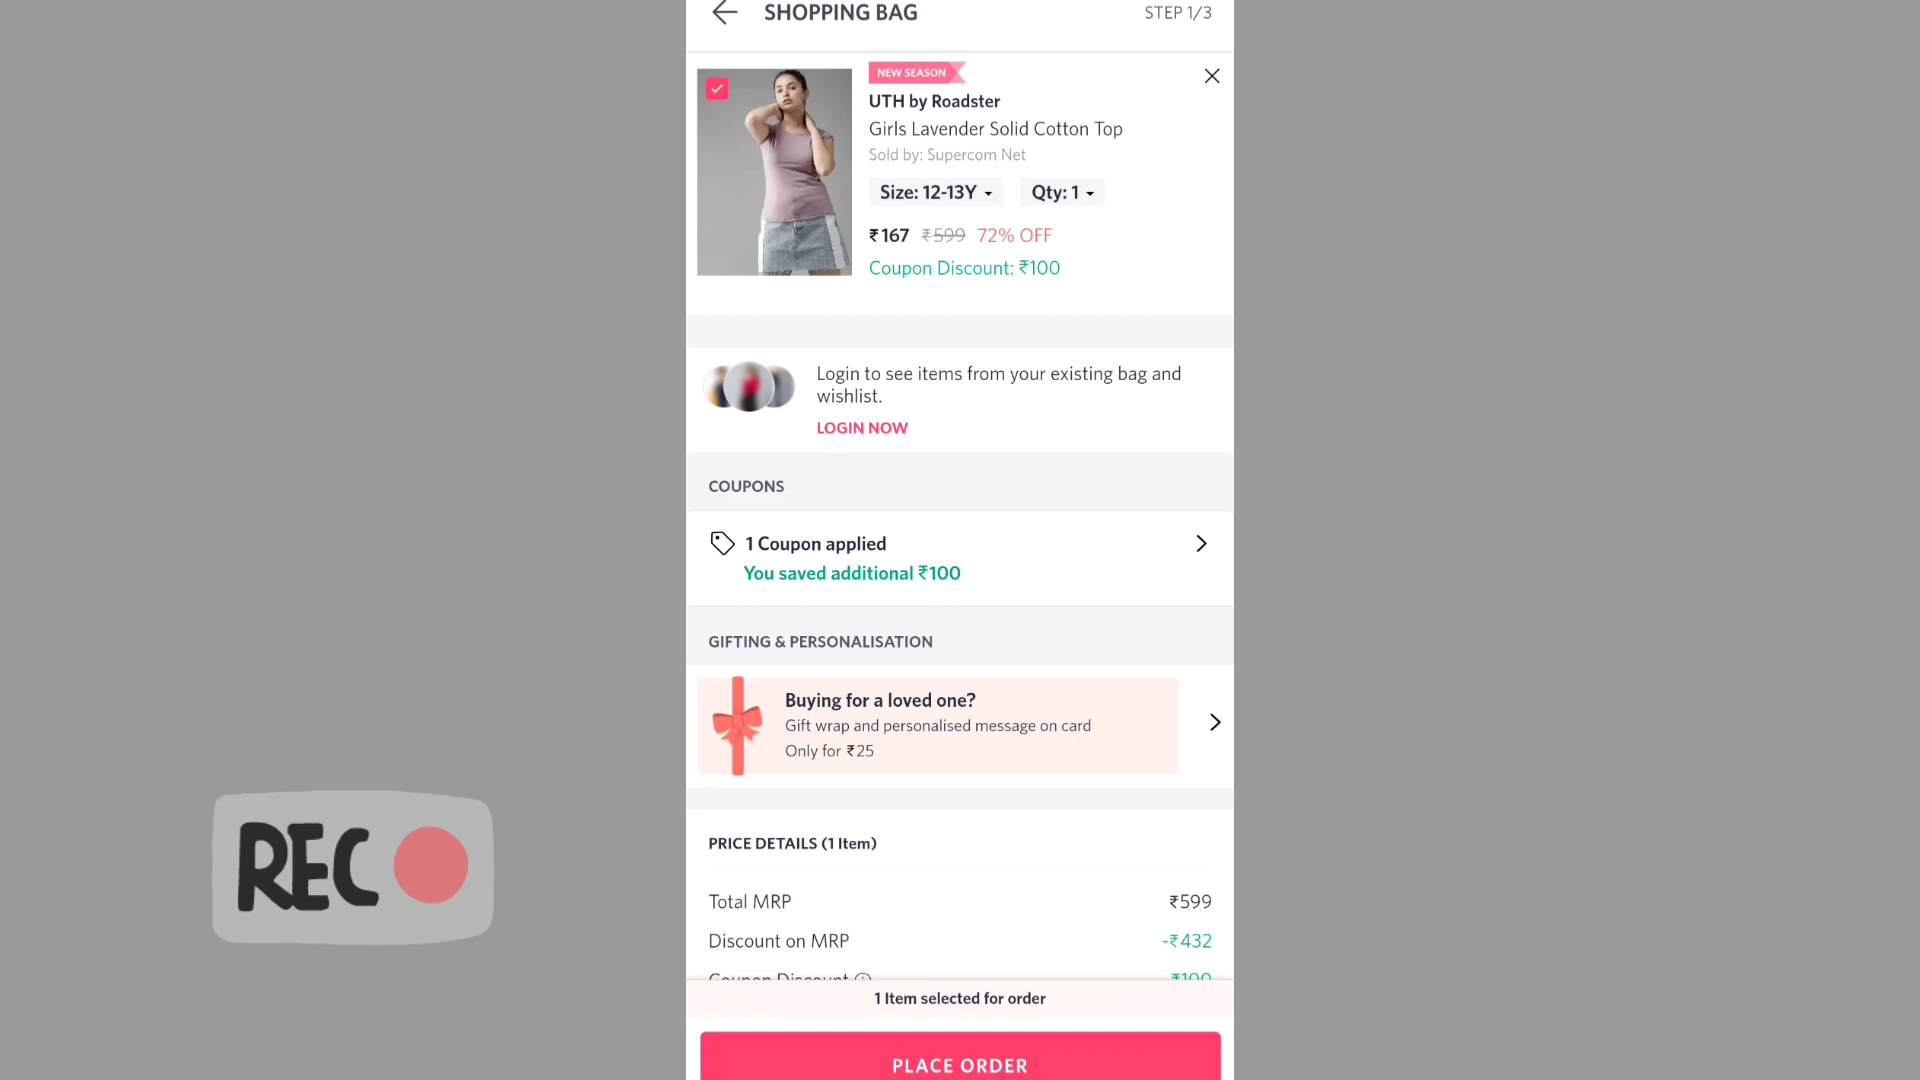 SHOPPING BAG
STEP 1/3
NEW SEASON
UTH by Roadster
Girls Lavender Solid Cotton Top
Sold by: Supercom Net
Size: 12-13Y
Qty: 1
₹167 ₹599 72% OFF
Coupon Discount: ₹100
Login to see items from your existing bag and
wishlist.
LOGIN NOW
COUPONS
1 Coupon applied
You saved additional ₹100
GIFTING & PERSONALISATION
Buying for a loved one?
Gift wrap and personalised message on card
Only for ₹25
PRICE DETAILS (1 Item)
Total MRP ₹599
Discount on MRP -₹432
Coupon Discount ₹100
1 Item selected for order
PLACE ORDER
REC